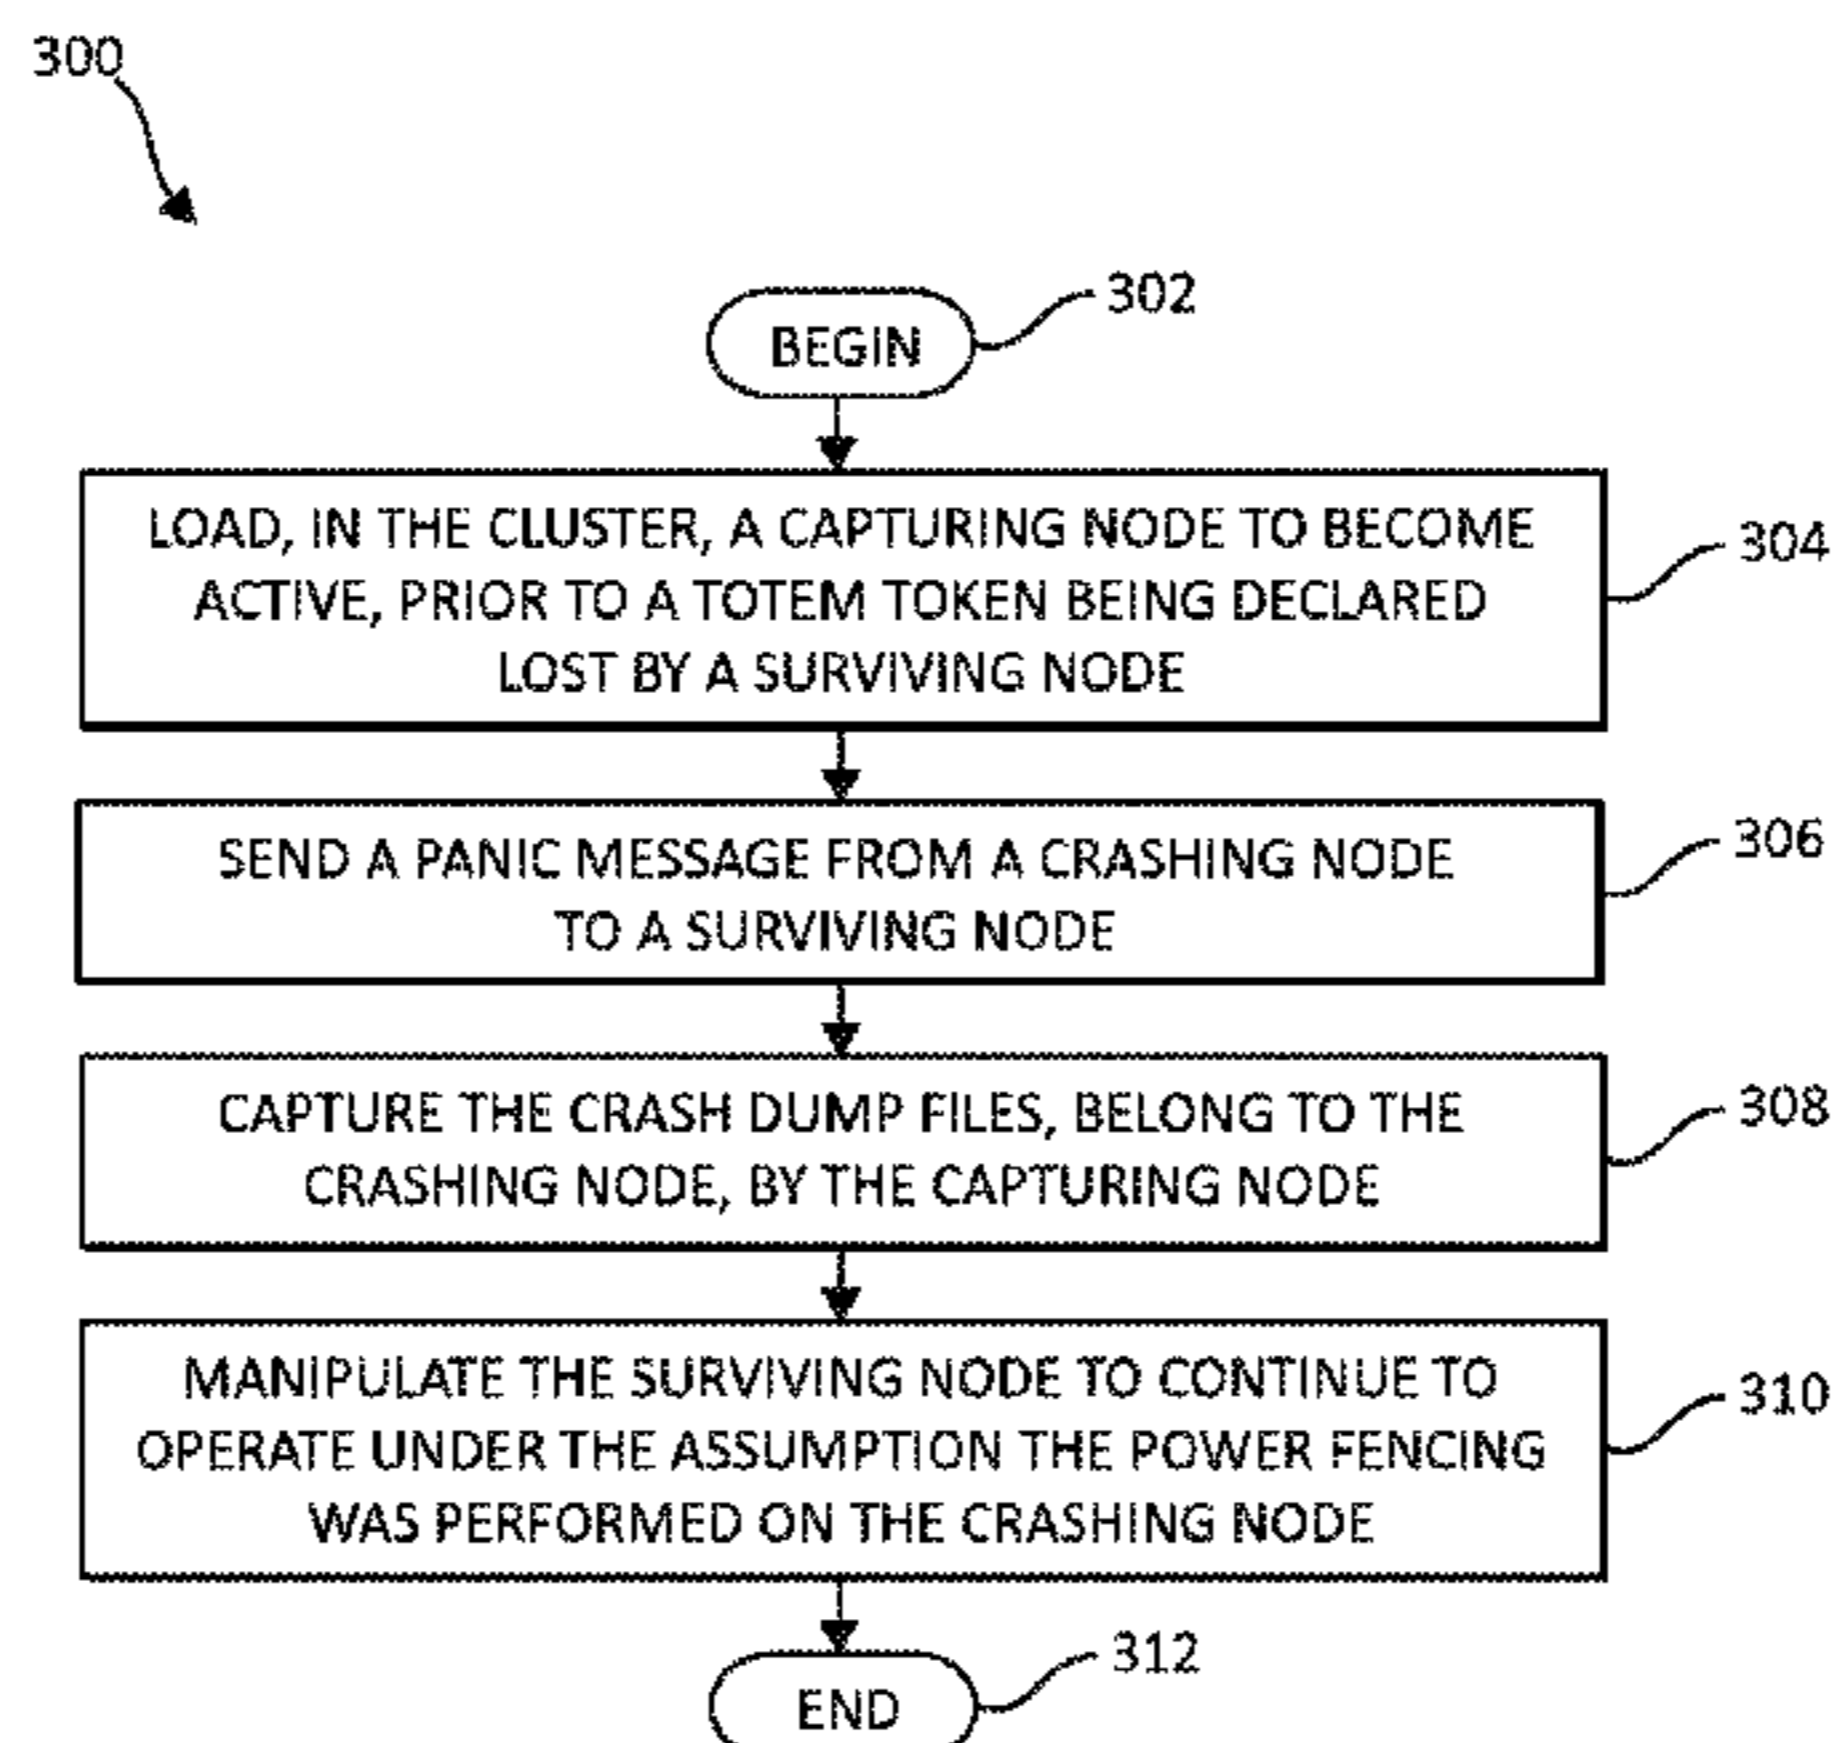 300
BEGIN
302
LOAD, IN THE CLUSTER, A CAPTURING NODE TO BECOME
ACTIVE, PRIOR TO A TOTEM TOKEN BEING DECLARED
LOST BY A SURVIVING NODE
304
SEND A PANIC MESSAGE FROM A CRASHING NODE
TO A SURVIVING NODE
306
CAPTURE THE CRASH DUMP FILES, BELONG TO THE
CRASHING NODE, BY THE CAPTURING NODE
308
MANIPULATE THE SURVIVING NODE TO CONTINUE TO
OPERATE UNDER THE ASSUMPTION THE POWER FENCING
WAS PERFORMED ON THE CRASHING NODE
310
END
312